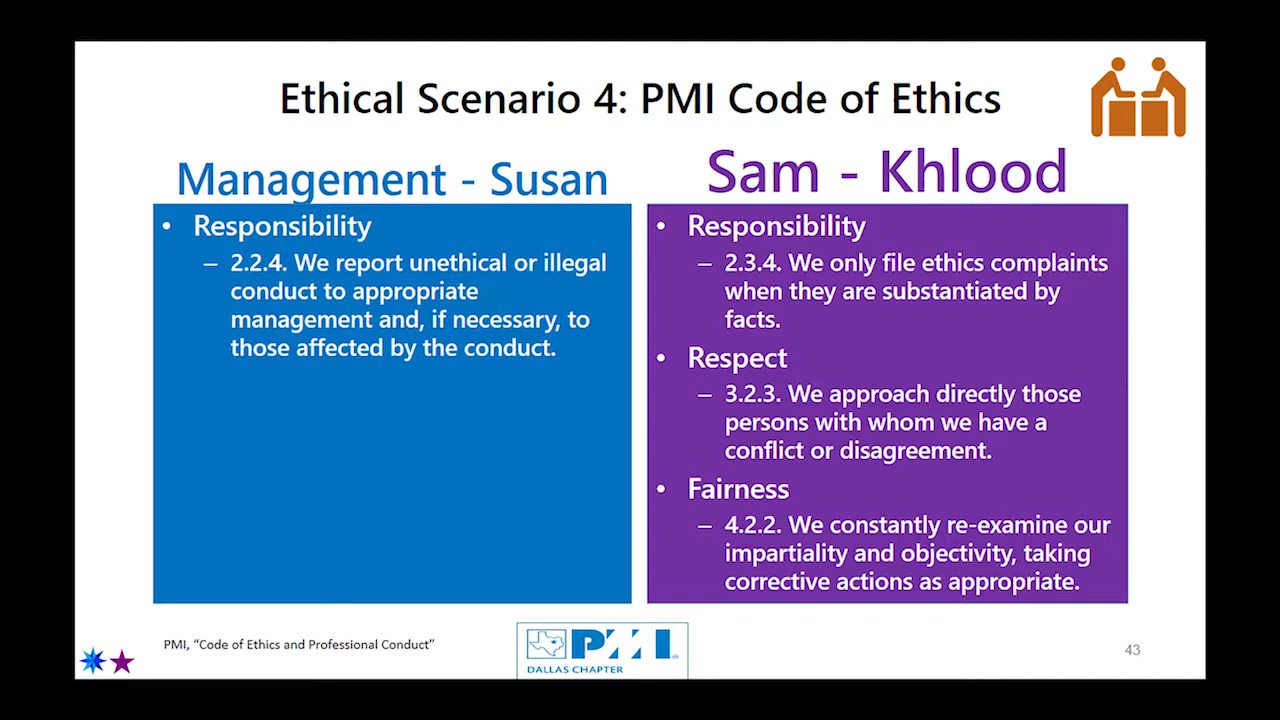 Ethical Scenario 4: PMI Code of Ethics
Management - Susan
• Responsibility
– 2.2.4. We report unethical or illegal
conduct to appropriate
management and, if necessary, to
those affected by the conduct.
Sam - Khlood
• Responsibility
– 2.3.4. We only file ethics complaints
when they are substantiated by
facts.
• Respect
– 3.2.3. We approach directly those
persons with whom we have a
conflict or disagreement.
• Fairness
– 4.2.2. We constantly re-examine our
impartiality and objectivity, taking
corrective actions as appropriate.
PMI, “Code of Ethics and Professional Conduct”
PMI
DALLAS CHAPTER
43